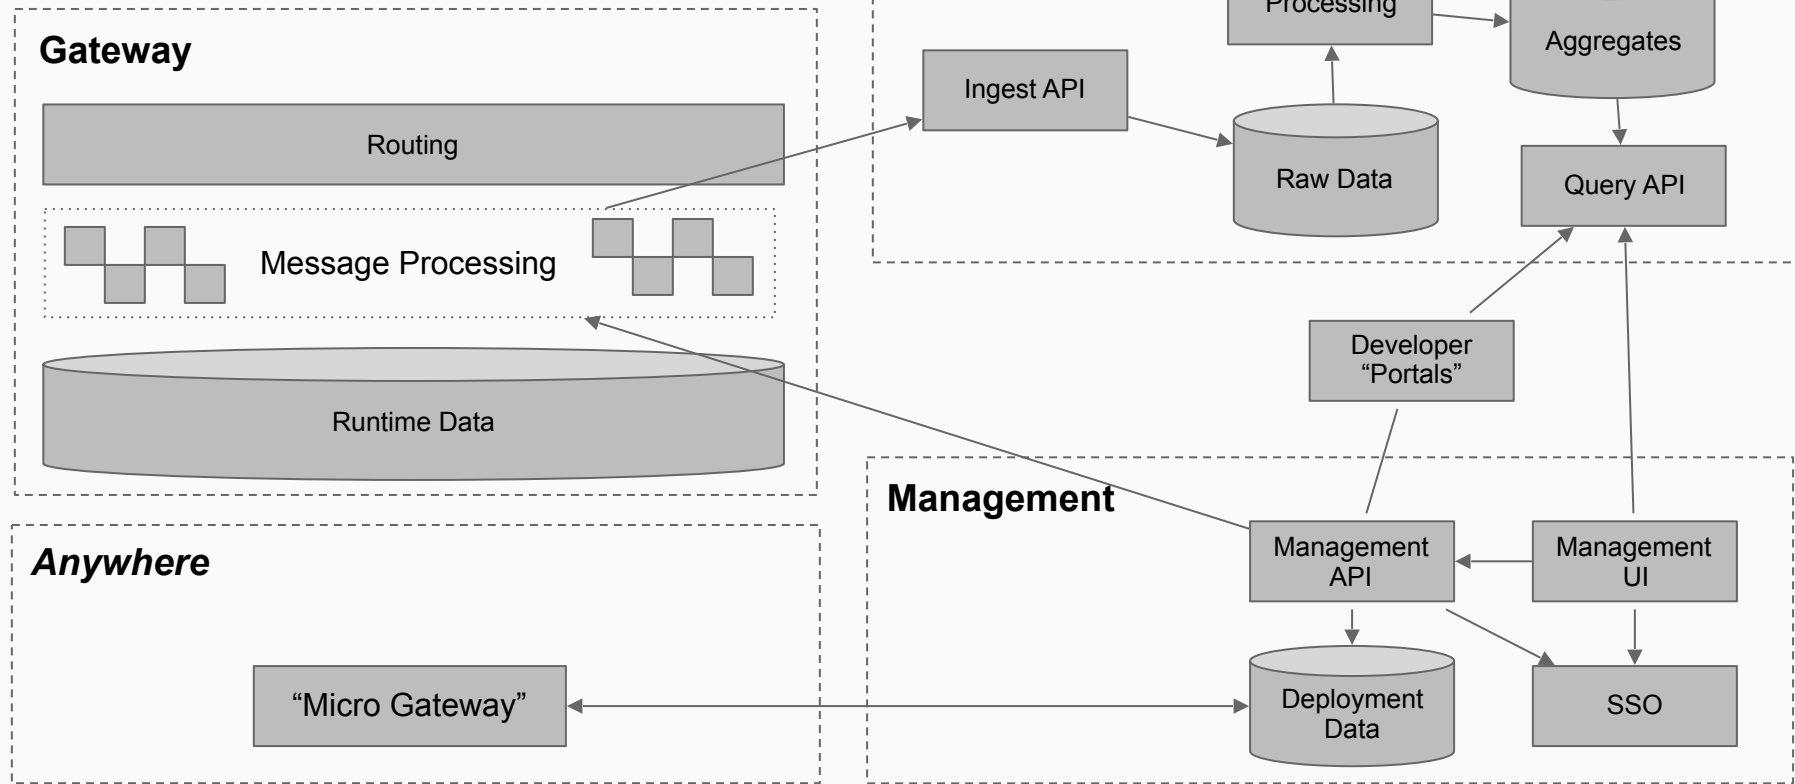 Gateway
Routing
Message Processing
Runtime Data
Processing
Aggregates
Ingest API
Raw Data
Query API
Developer
“Portals”
Anywhere
“Micro Gateway”
Management
Management
API
Management
UI
Deployment
Data
SSO